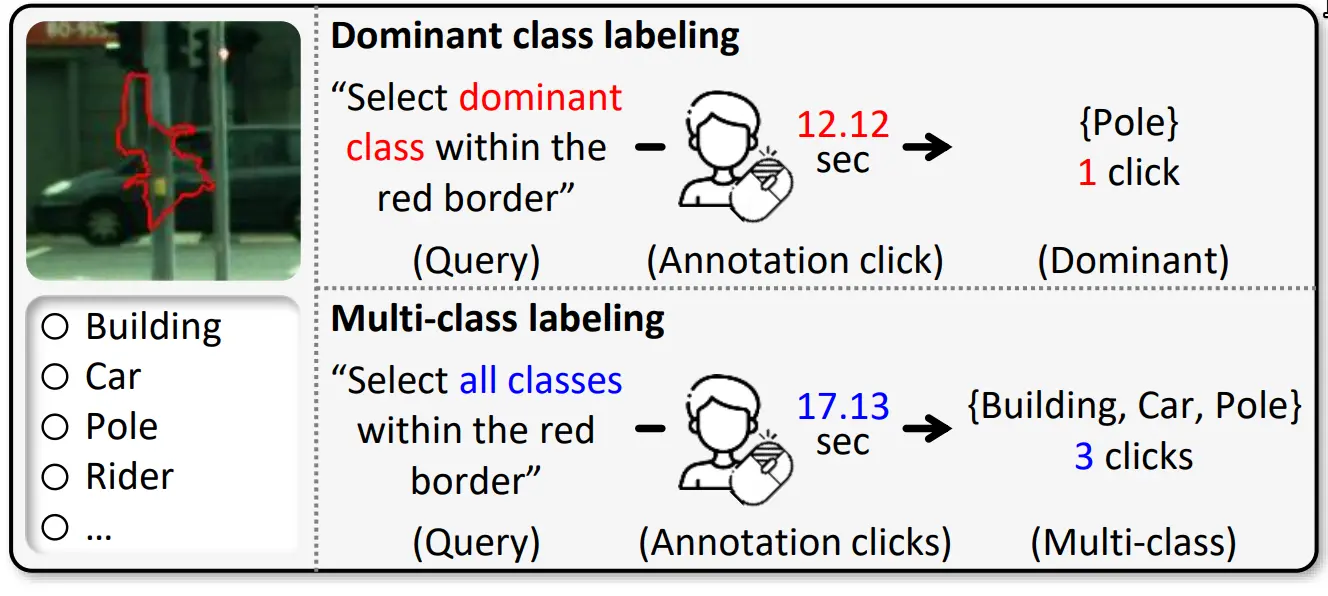 Dominant class labeling
“Select dominant
class within the
red border”
12.12
sec
{Pole}
1 click
(Query)
(Annotation click)
(Dominant)
Building
Car
Pole
Rider
...
Multi-class labeling
“Select all classes
within the red
border”
17.13
sec
{Building, Car, Pole}
3 clicks
(Query)
(Annotation clicks)
(Multi-class)